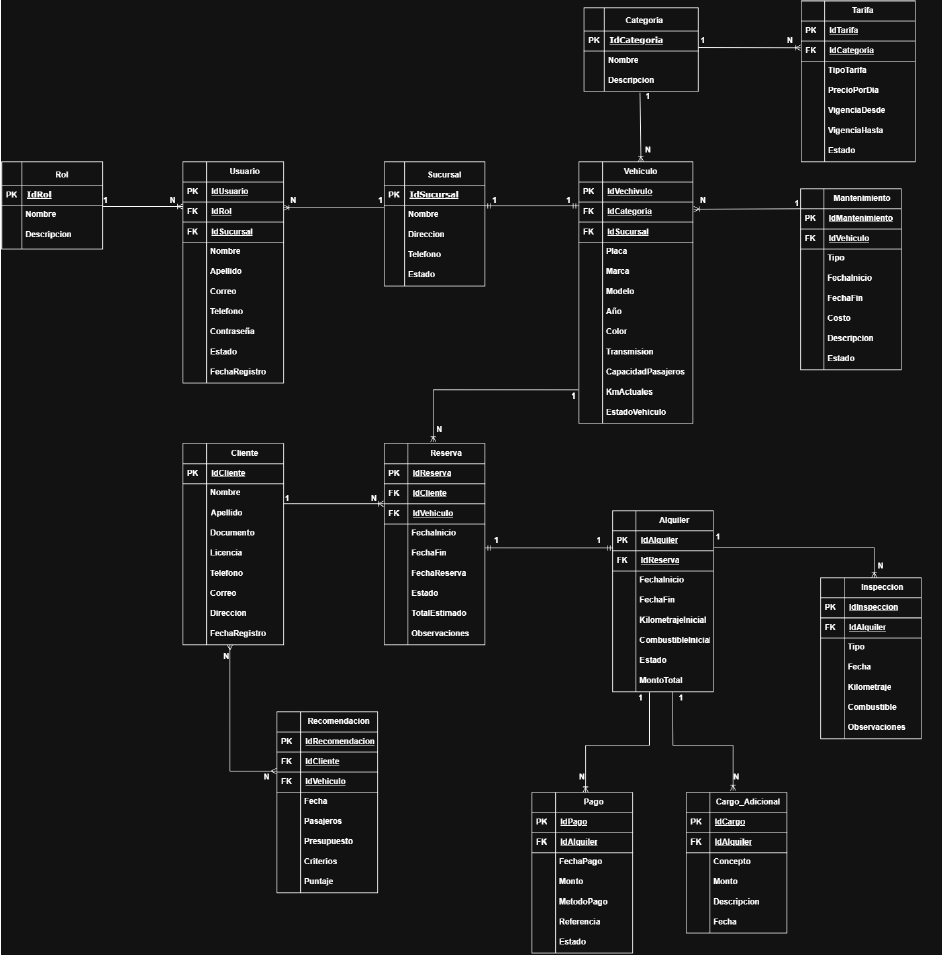 Categoria
PK IdCategoria
Nombre
Descripcion
1
N
1
N
Tarifa
PK IdTarifa
FK IdCategoria
TipoTarifa
PrecioPorDia
VigenciaDesde
VigenciaHasta
Estado
Rol
PK IdRol
Nombre
Descripcion
1
N
Usuario
PK IdUsuario
FK IdRol
FK IdSucursal
Nombre
Apellido
Correo
Telefono
Contraseña
Estado
FechaRegistro
N
1
Sucursal
PK IdSucursal
Nombre
Direccion
Telefono
Estado
1
1
Vehiculo
PK IdVechivulo
FK IdCategoria
FK IdSucursal
Placa
Marca
Modelo
Año
Color
Transmision
CapacidadPasajeros
KmActuales
EstadoVehiculo
N
1
Mantenimiento
PK IdMantenimiento
FK IdVehiculo
Tipo
FechaInicio
FechaFin
Costo
Descripcion
Estado
1
N
Cliente
PK IdCliente
Nombre
Apellido
Documento
Licencia
Telefono
Correo
Direccion
FechaRegistro
1
N
Reserva
PK IdReserva
FK IdCliente
FK IdVehiculo
FechaInicio
FechaFin
FechaReserva
Estado
TotalEstimado
Observaciones
1
1
Alquiler
PK IdAlquiler
FK IdReserva
FechaInicio
FechaFin
KilometrajeInicial
CombustibleInicial
Estado
MontoTotal
1
N
Inspeccion
PK IdInspeccion
FK IdAlquiler
Tipo
Fecha
Kilometraje
Combustible
Observaciones
N
N
Recomendacion
PK IdRecomendacion
FK IdCliente
FK IdVehiculo
Fecha
Pasajeros
Presupuesto
Criterios
Puntaje
1
1
N
N
Pago
PK IdPago
FK IdAlquiler
FechaPago
Monto
MetodoPago
Referencia
Estado
Cargo_Adicional
PK IdCargo
FK IdAlquiler
Concepto
Monto
Descripcion
Fecha